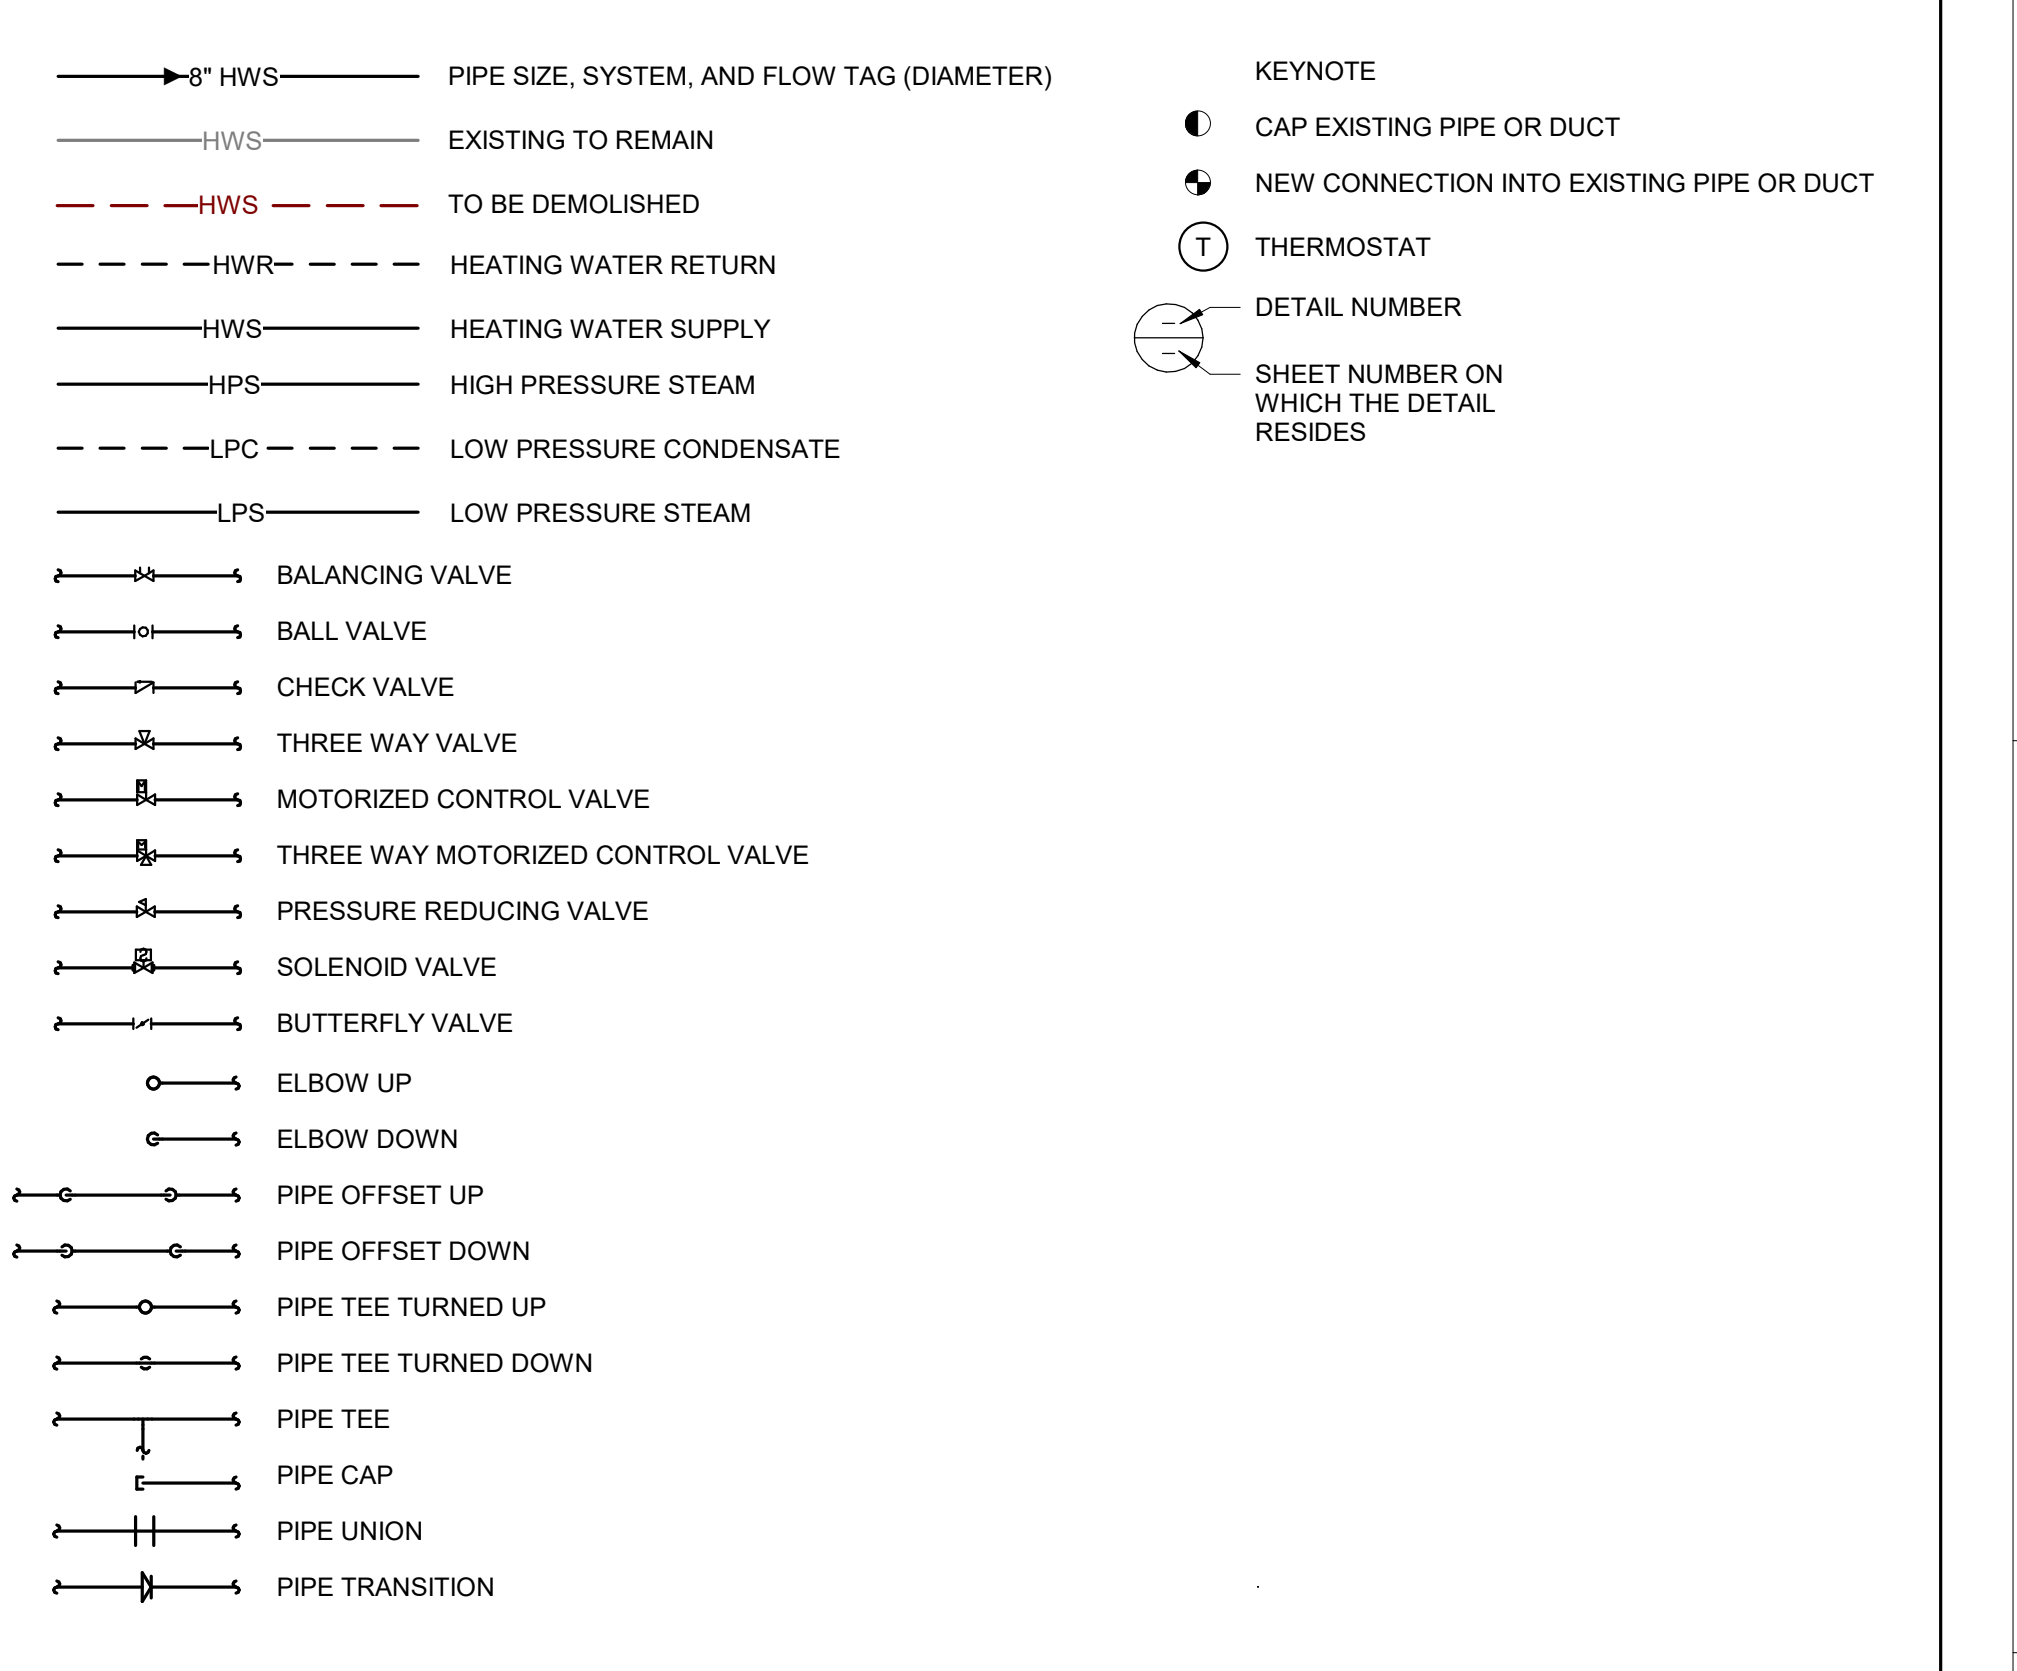 8" HWS PIPE SIZE, SYSTEM, AND FLOW TAG (DIAMETER)
HWS EXISTING TO REMAIN
HWS TO BE DEMOLISHED
HWR HEATING WATER RETURN
HWS HEATING WATER SUPPLY
HPS HIGH PRESSURE STEAM
LPC LOW PRESSURE CONDENSATE
LPS LOW PRESSURE STEAM
BALANCING VALVE
BALL VALVE
CHECK VALVE
THREE WAY VALVE
M MOTORIZED CONTROL VALVE
M THREE WAY MOTORIZED CONTROL VALVE
PRESSURE REDUCING VALVE
S SOLENOID VALVE
BUTTERFLY VALVE
ELBOW UP
ELBOW DOWN
PIPE OFFSET UP
PIPE OFFSET DOWN
PIPE TEE TURNED UP
PIPE TEE TURNED DOWN
PIPE TEE
PIPE CAP
PIPE UNION
PIPE TRANSITION
KEYNOTE
CAP EXISTING PIPE OR DUCT
NEW CONNECTION INTO EXISTING PIPE OR DUCT
T THERMOSTAT
DETAIL NUMBER
SHEET NUMBER ON
WHICH THE DETAIL
RESIDES